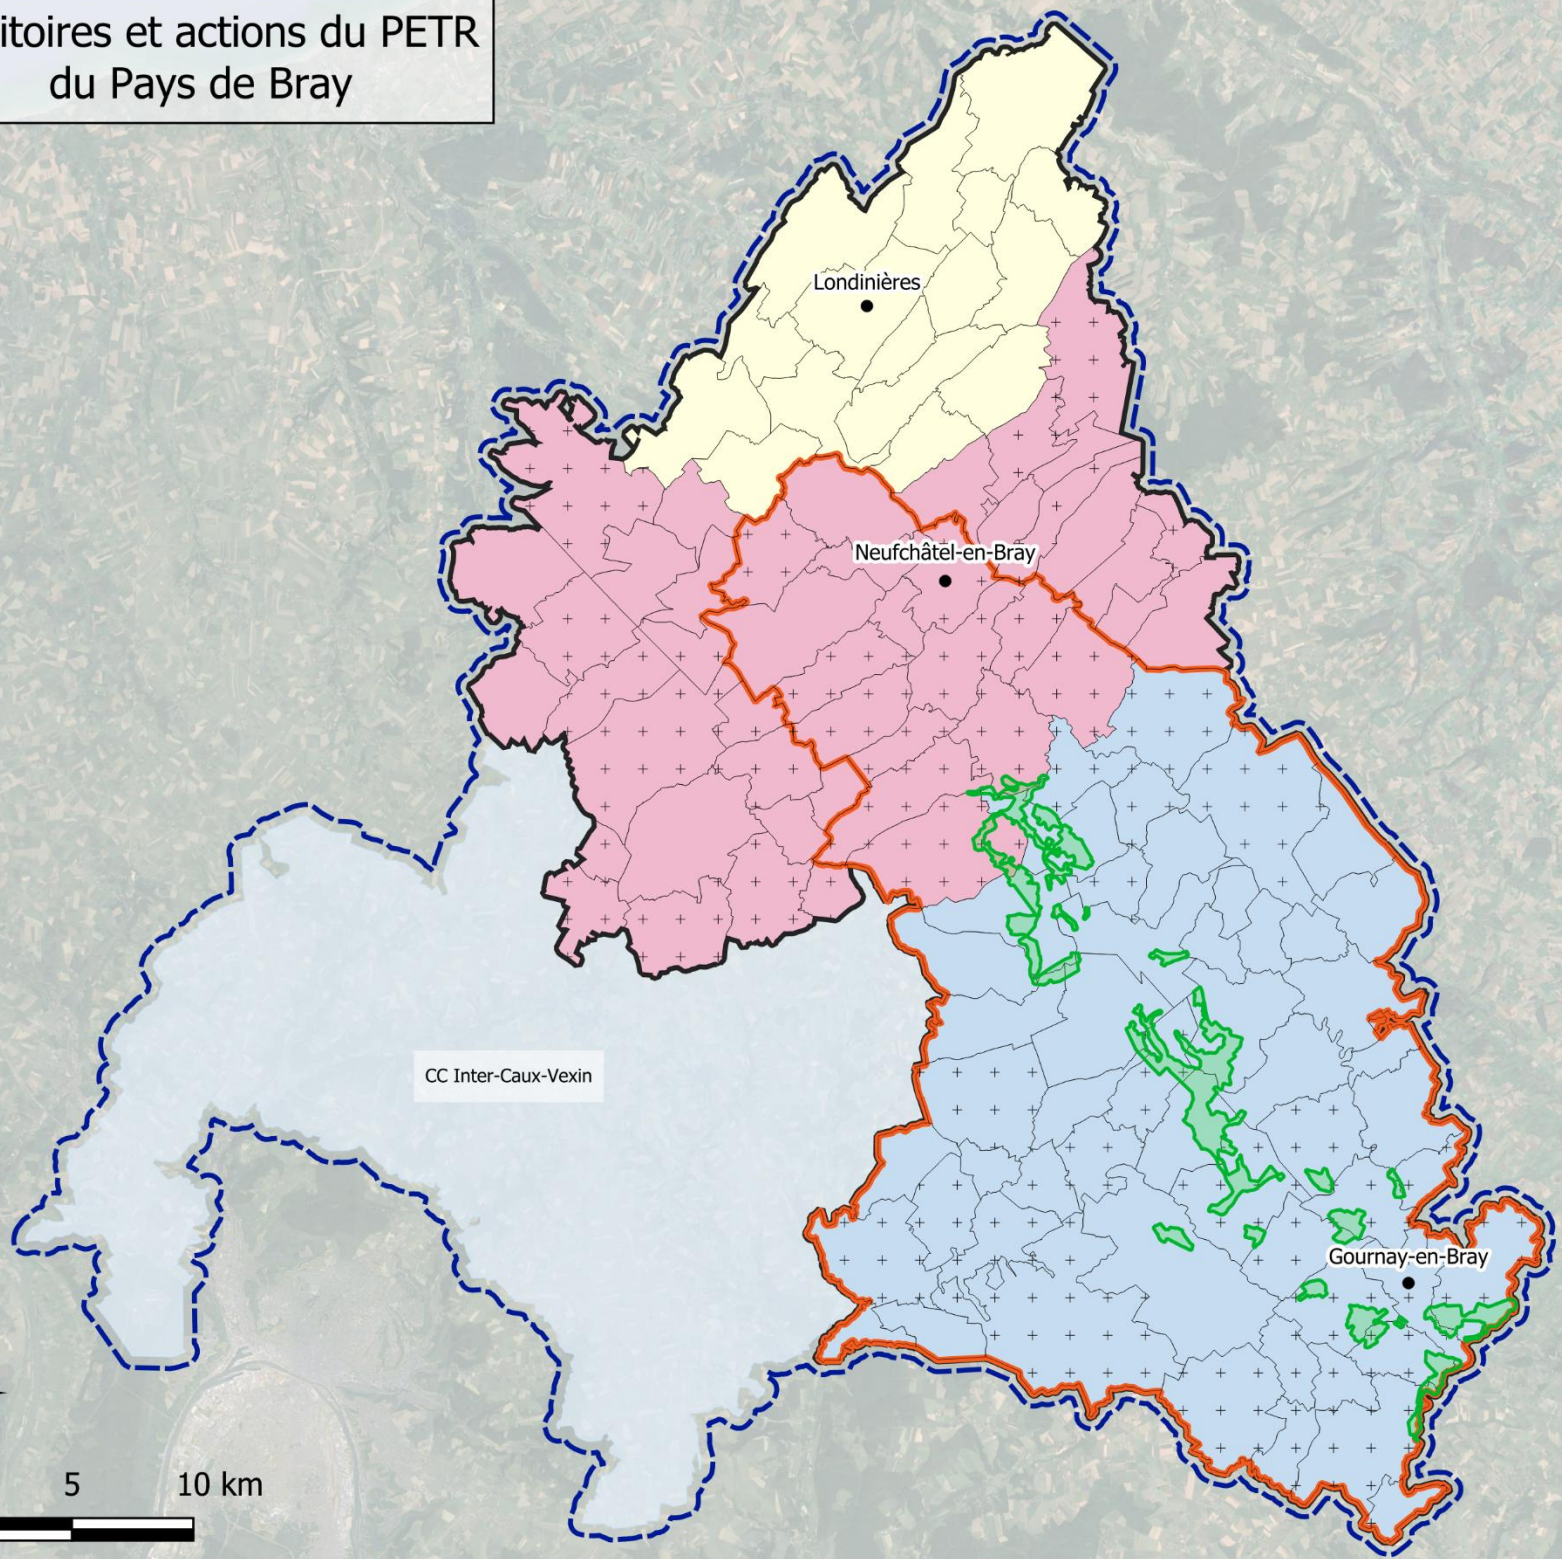 itoires et actions du PETR
du Pays de Bray
Londinières
Neufchâtel-en-Bray
CC Inter-Caux-Vexin
Gournay-en-Bray
5 10 km